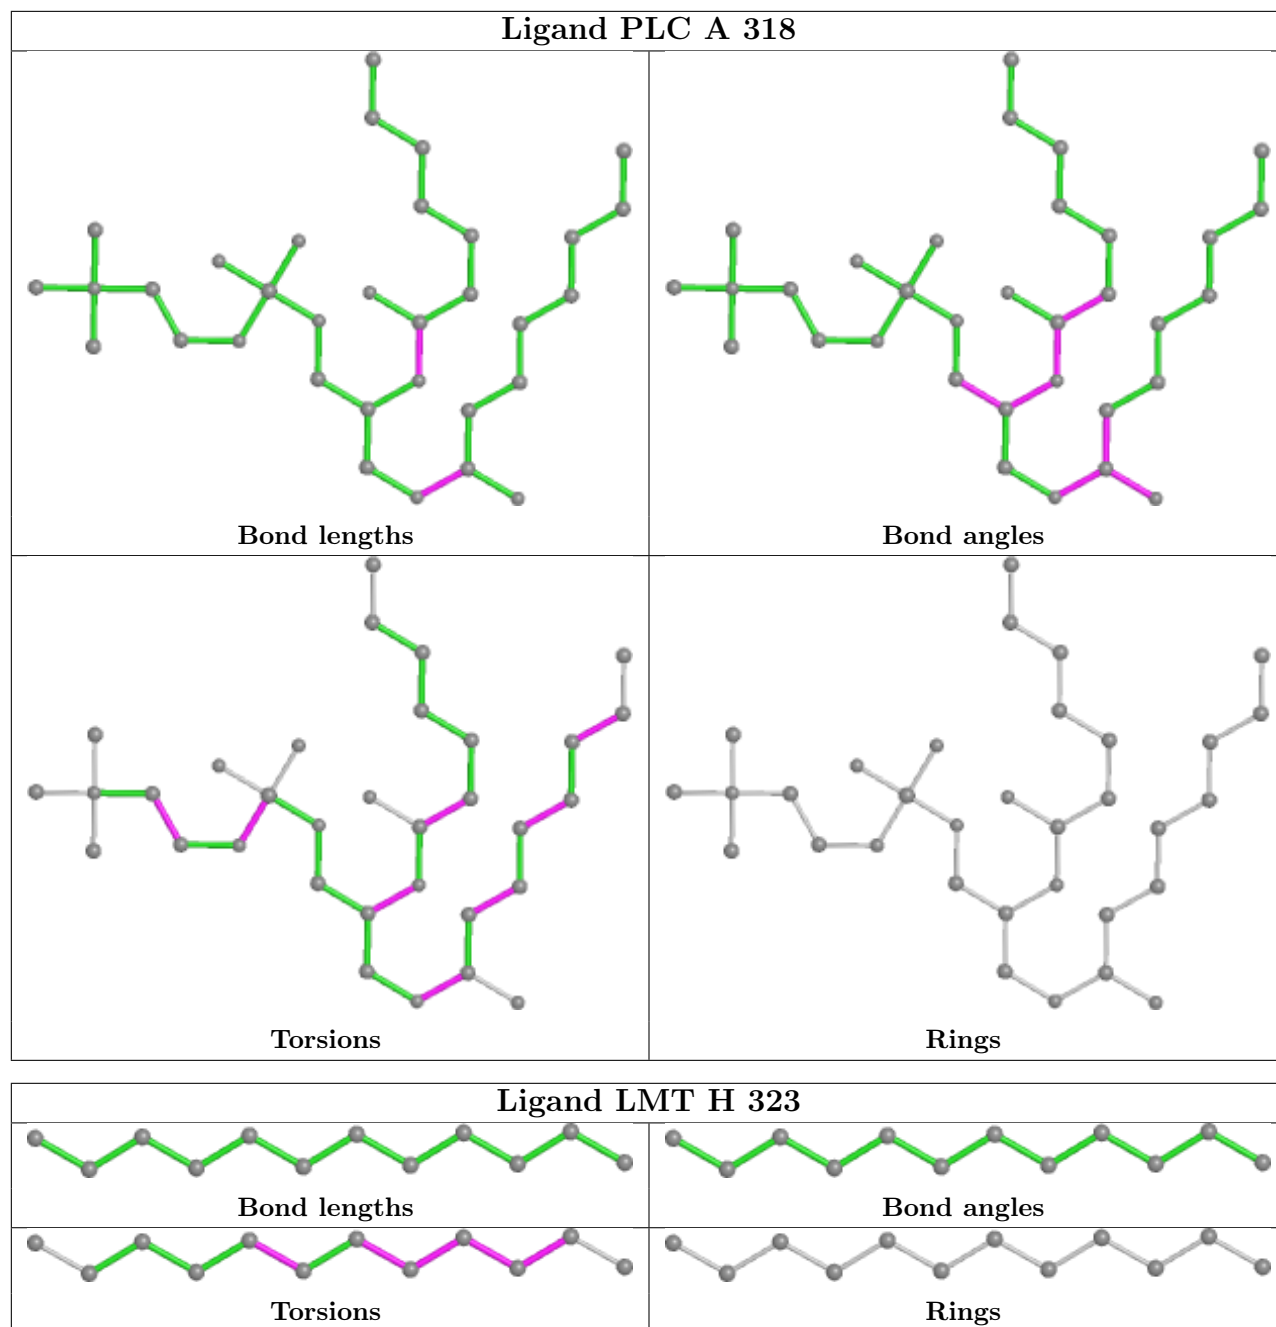 Ligand PLC A 318
Bond lengths
Bond angles
Torsions
Rings
Ligand LMT H 323
Bond lengths
Bond angles
Torsions
Rings